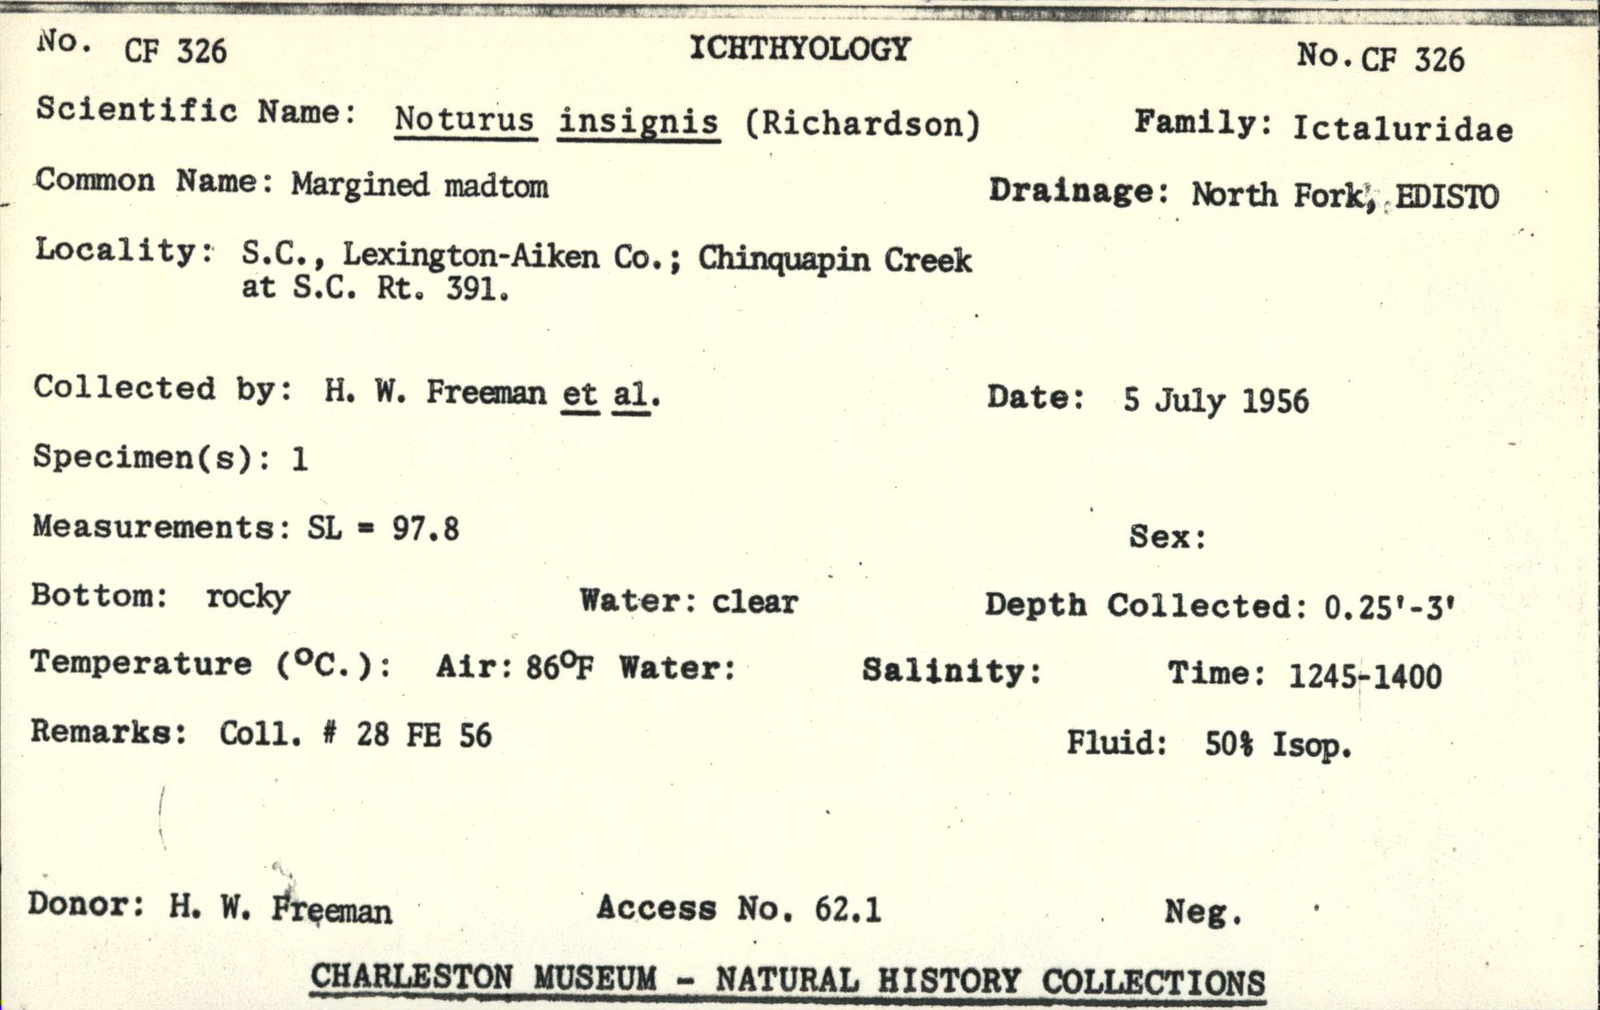 No. CF 326 ICHTHYOLOGY No. CF 326
Scientific Name: Noturus insignis (Richardson) Family: Ictaluridae
Common Name: Margined madtom Drainage: North Fork, EDISTO
Locality: S.C., Lexington-Aiken Co.; Chinquapin Creek
at S.C. Rt. 391.
Collected by: H. W. Freeman et al. Date: 5 July 1956
Specimen(s): 1
Measurements: SL = 97.8 Sex:
Bottom: rocky Water: clear Depth Collected: 0.25'-3'
Temperature (°C.): Air: 86°F Water: Salinity: Time: 1245-1400
Remarks: Coll. # 28 FE 56 Fluid: 50% Isop.
Donor: H. W. Freeman Access No. 62.1 Neg.
CHARLESTON MUSEUM - NATURAL HISTORY COLLECTIONS